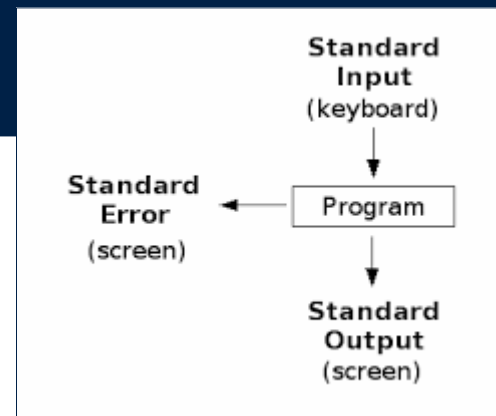 Standard
Input
(keyboard)
Standard
Error
(screen)
Program
Standard
Output
(screen)